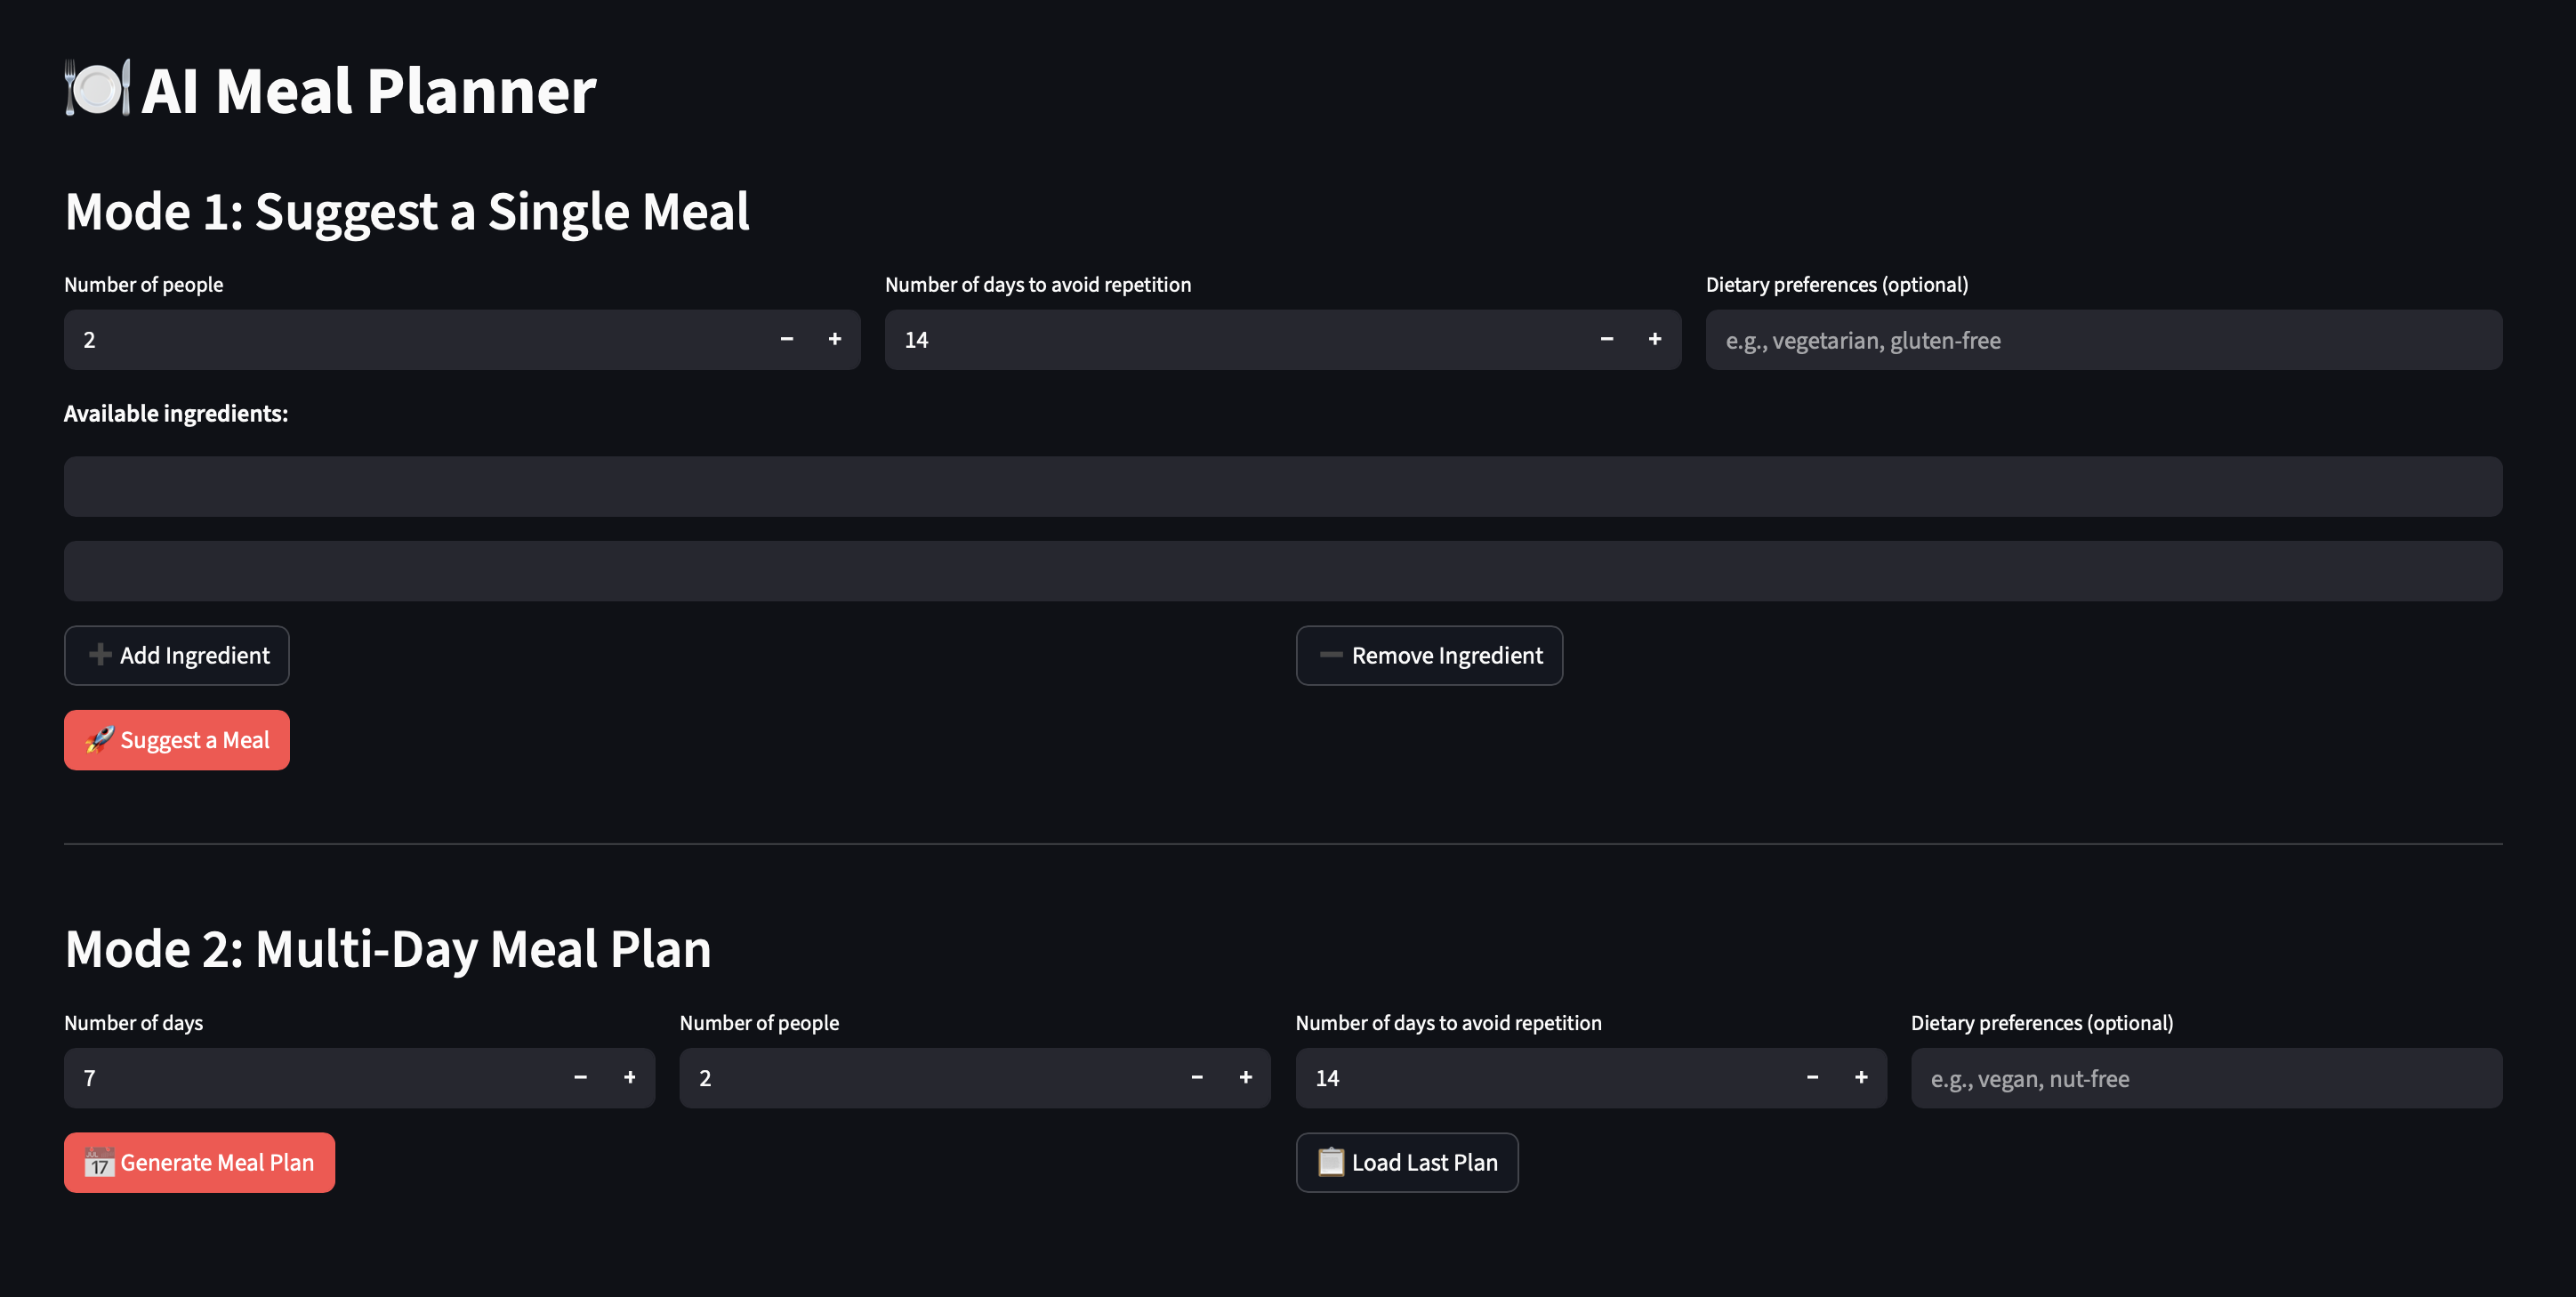 AI Meal Planner
Mode 1: Suggest a Single Meal
Number of people
Number of days to avoid repetition
Dietary preferences (optional)
2
14
e.g., vegetarian, gluten-free
Available ingredients:
Add Ingredient
Remove Ingredient
Suggest a Meal
Mode 2: Multi-Day Meal Plan
Number of days
Number of people
Number of days to avoid repetition
Dietary preferences (optional)
7
2
14
e.g., vegan, nut-free
17
Generate Meal Plan
Load Last Plan